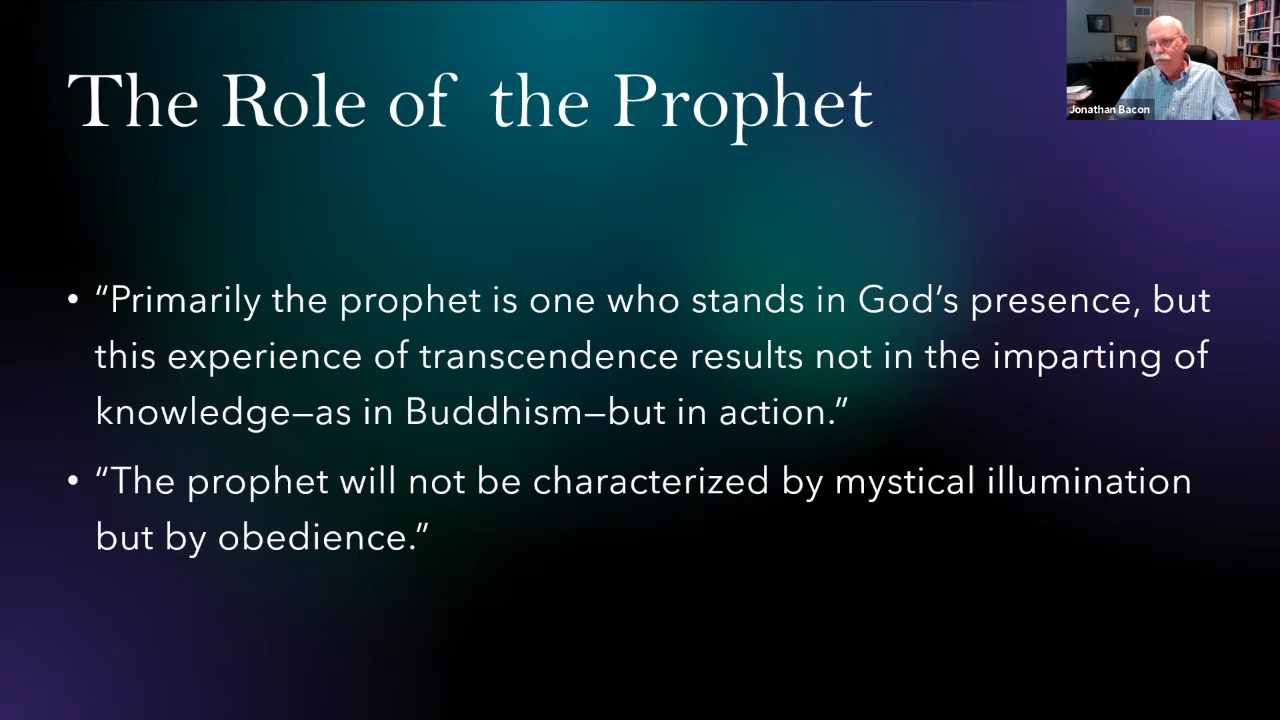 The Role of  the Prophet
Jonathan Bacon
• “Primarily the prophet is one who stands in God’s presence, but
this experience of transcendence results not in the imparting of
knowledge—as in Buddhism—but in action.”
• “The prophet will not be characterized by mystical illumination
but by obedience.”